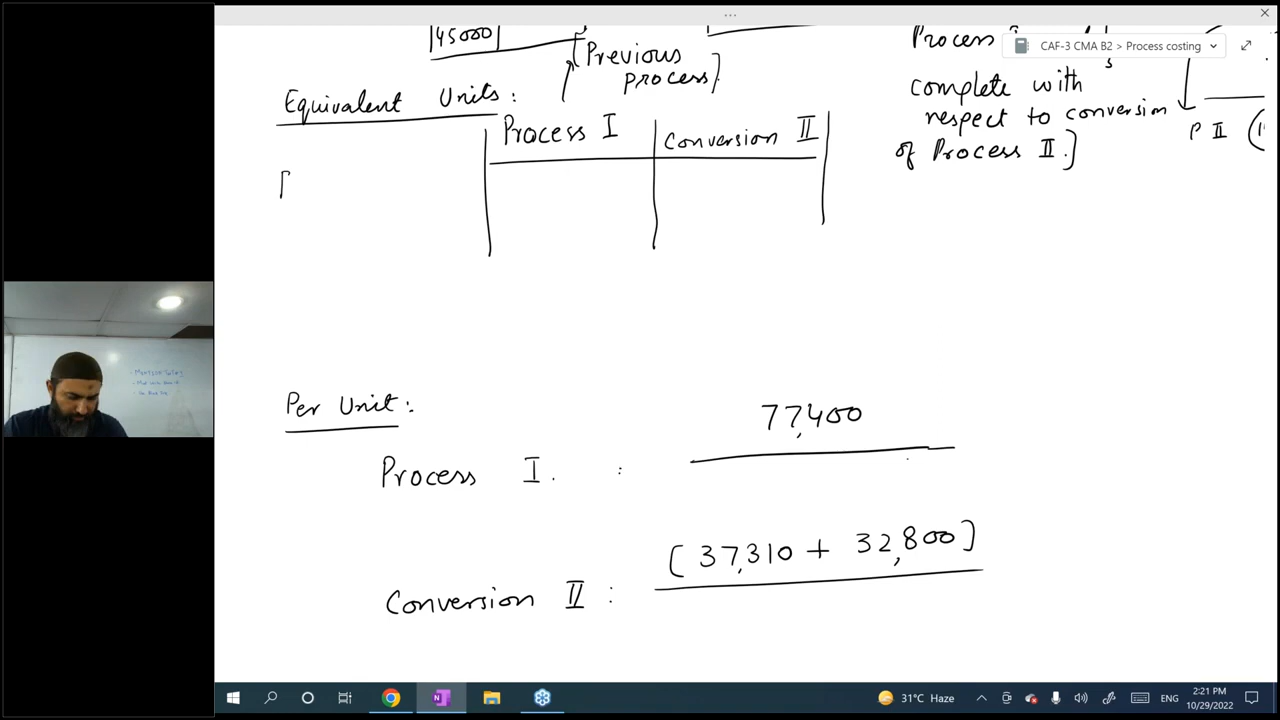 CAF-3 CMA B2 > Process costing
45000
[Previous process]
Process
complete with
respect to conversion
of Process II.]
P II
Equivalent Units:
Process I Conversion II
Per Unit:
77,400
Process I. :
[37,310 + 32,800]
Conversion II :
31°C Haze
ENG
2:21 PM
10/29/2022